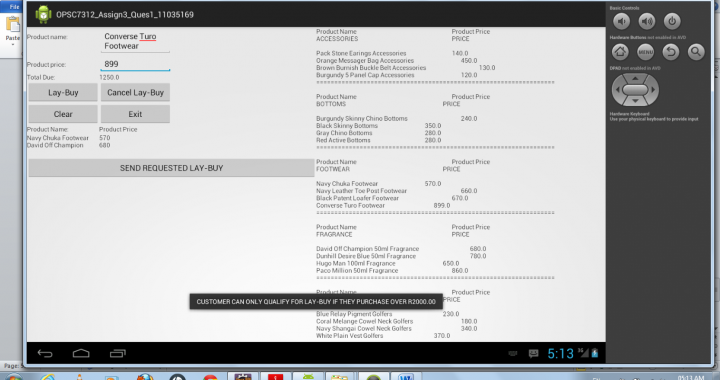 File
Paste
OPSC7312_Assign3_Ques1_11035169
Product name:
Converse Turo
Footwear
Product price:
899
Total Due:
1250.0
Lay-Buy
Cancel Lay-Buy
Clear
Exit
Product Name: Product Price
Navy Chuka Footwear 570
David Off Champion 680
SEND REQUESTED LAY-BUY
Product Name Product Price
ACCESSORIES PRICE
Pack Stone Earings Accessories 140.0
Orange Messager Bag Accessories 450.0
Brown Burnish Buckle Belt Accessories 130.0
Burgundy 5 Panel Cap Accessories 120.0
Product Name Product Price
BOTTOMS PRICE
Burgundy Skinny Chino Bottoms 240.0
Black Skinny Bottoms 350.0
Gray Chino Bottoms 280.0
Red Active Bottoms 280.0
Product Name Product Price
FOOTWEAR PRICE
Navy Chuka Footwear 570.0
Navy Leather Toe Post Footwear 660.0
Black Patent Loafer Footwear 670.0
Converse Turo Footwear 899.0
Product Name Product Price
FRAGRANCE PRICE
David Off Champion 50ml Fragrance 680.0
Dunhill Desire Blue 50ml Fragrance 780.0
Hugo Man 100ml Fragrance 650.0
Paco Million 50ml Fragrance 860.0
Product Name Product Price
PRICE
CUSTOMER CAN ONLY QUALIFY FOR LAY-BUY IF THEY PURCHASE OVER R2000.00
Blue Relay Pigment Golfers 230.0
Coral Melange Cowel Neck Golfers 180.0
Navy Shangai Cowel Neck Golfers 340.0
White Plain Vest Golfers 370.0
5:13
Basic Controls
Hardware Buttons not enabled in AVD
MENU
DPAD not enabled in AVD
Hardware Keyboard
Use your physical keyboard to provide input
Page:
05:13 AM